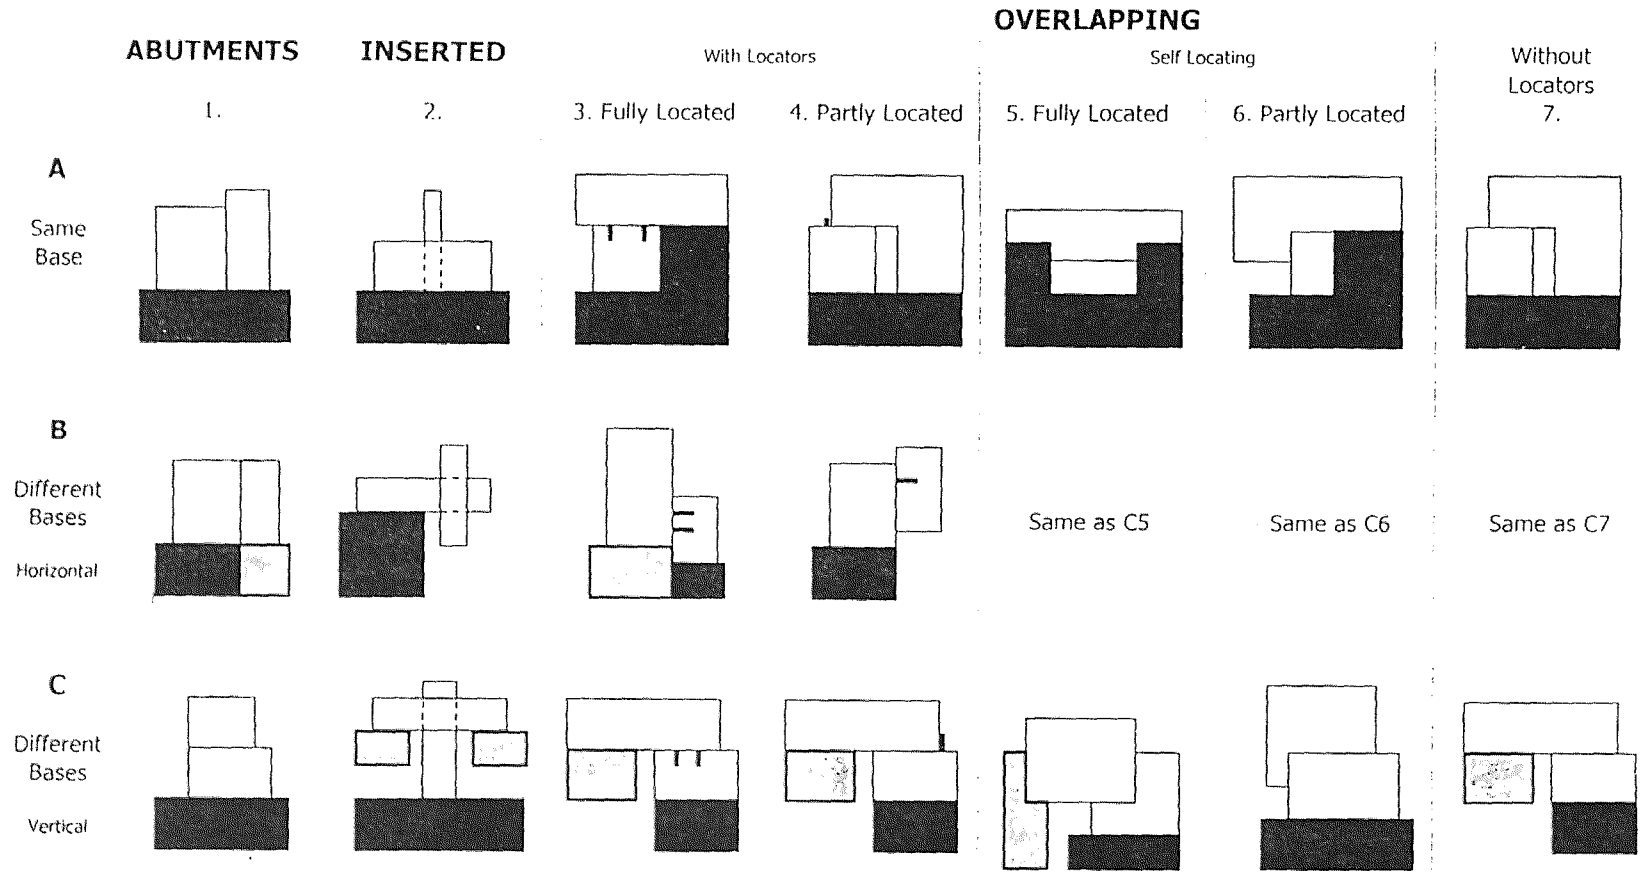 OVERLAPPING
ABUTMENTS
INSERTED
With Locators
Self Locating
Without
Locators
1.
2.
3. Fully Located
4. Partly Located
5. Fully Located
6. Partly Located
7.
A
Same
Base
B
Different
Bases
Horizontal
Same as C5
Same as C6
Same as C7
C
Different
Bases
Vertical